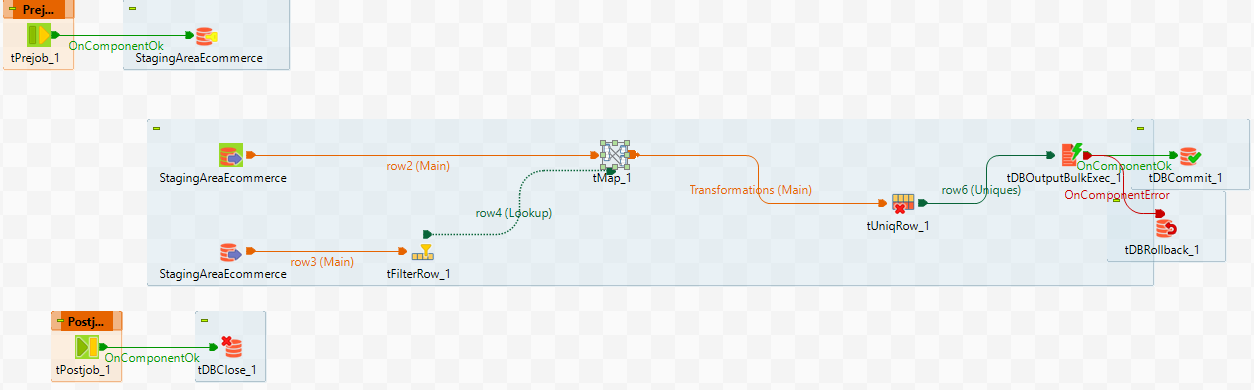 Prej...
OnComponentOk
tPrejob_1
StagingAreaEcommerce
row2 (Main)
StagingAreaEcommerce
tMap_1
Transformations (Main)
row6 (Uniques)
tDBOutputBulkExec_1
OnComponentOk
tDBCommit_1
OnComponentError
row4 (Lookup)
tUniqRow_1
tDBRollback_1
row3 (Main)
StagingAreaEcommerce
tFilterRow_1
Postj...
OnComponentOk
tPostjob_1
tDBClose_1